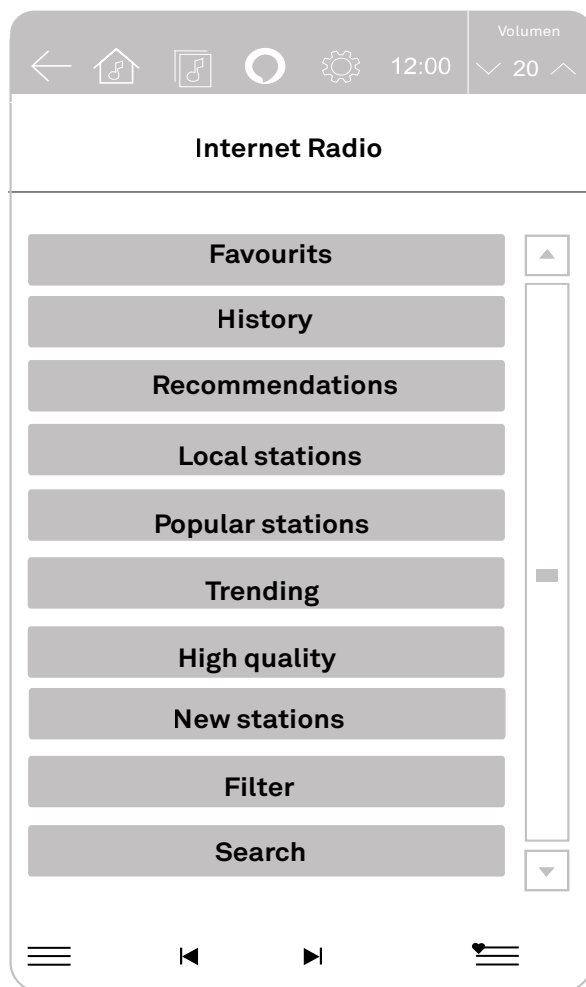 Volumen
12:00
20
Internet Radio
Favourits
History
Recommendations
Local stations
Popular stations
Trending
High quality
New stations
Filter
Search